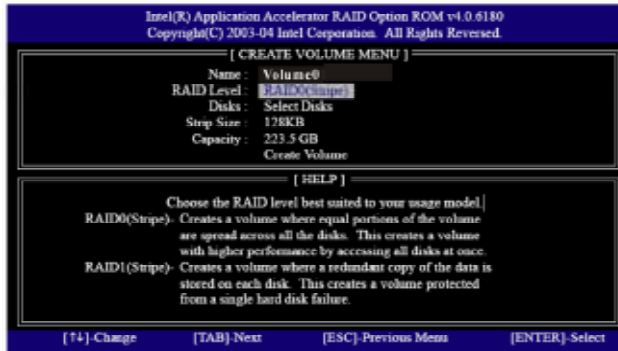 Intel(R) Application Accelerator RAID Option ROM v4.0.6180
Copyright(C) 2003-04 Intel Corporation. All Rights Reversed.
[ CREATE VOLUME MENU ]
Name : Volume0
RAID Level : RAID0(Stripe)
Disks : Select Disks
Strip Size : 128KB
Capacity : 223.5 GB
Create Volume
[ HELP ]
Choose the RAID level best suited to your usage model.
RAID0(Stripe)- Creates a volume where equal portions of the volume
are spread across all the disks. This creates a volume
with higher performance by accessing all disks at once.
RAID1(Stripe)- Creates a volume where a redundant copy of the data is
stored on each disk. This creates a volume protected
from a single hard disk failure.
[↑↓]-Change [TAB]-Next [ESC]-Previous Menu [ENTER]-Select